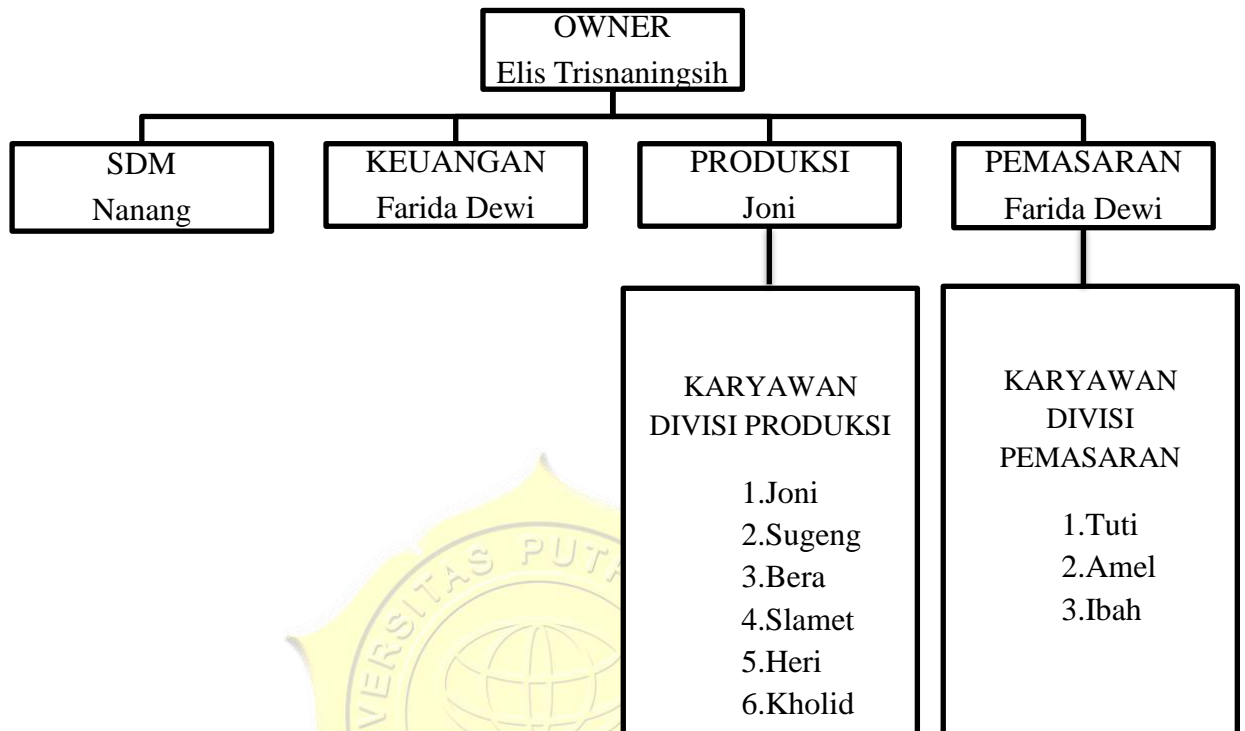 OWNER
Elis Trisnaningsih
SDM
Nanang
KEUANGAN
Farida Dewi
PRODUKSI
Joni
PEMASARAN
Farida Dewi
KARYAWAN
DIVISI PRODUKSI
1.Joni
2.Sugeng
3.Bera
4.Slamet
5.Heri
6.Kholid
KARYAWAN
DIVISI
PEMASARAN
1.Tuti
2.Amel
3.Ibah